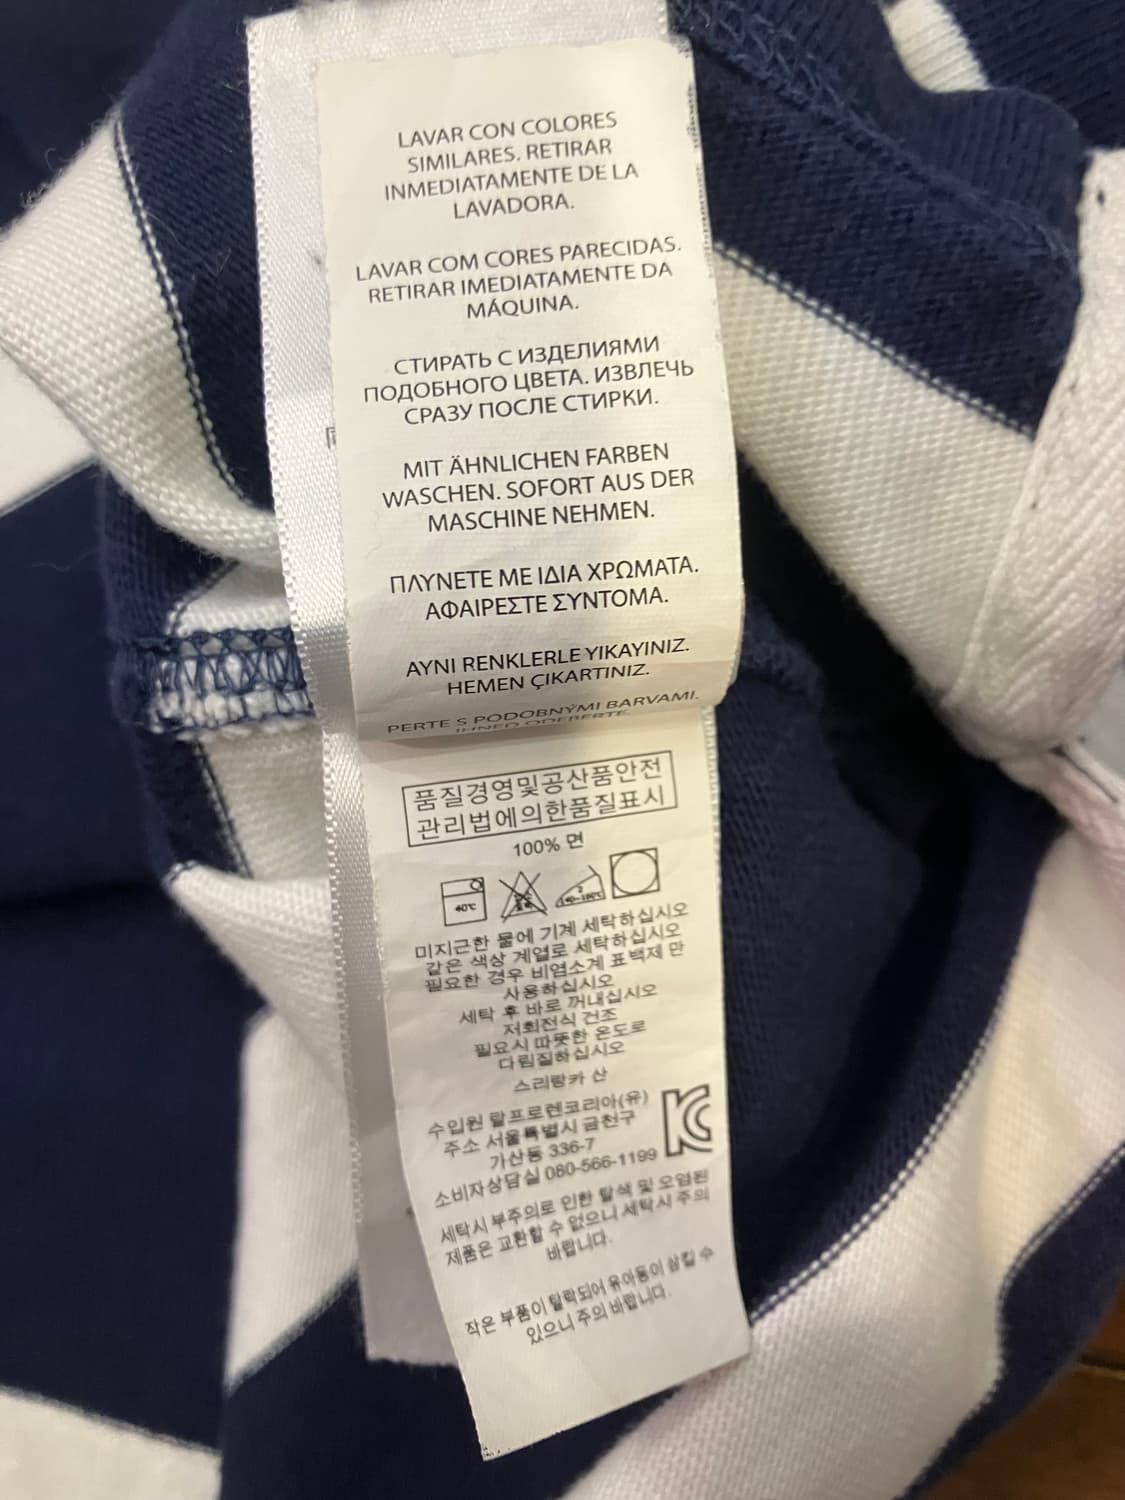 LAVAR CON COLORES
SIMILARES. RETIRAR
INMEDIATAMENTE DE LA
LAVADORA.
LAVAR COM CORES PARECIDAS.
RETIRAR IMEDIATAMENTE DA
MÁQUINA.
СТИРАТЬ С ИЗДЕЛИЯМИ
ПОДОБНОГО ЦВЕТА. ИЗВЛЕЧЬ
СРАЗУ ПОСЛЕ СТИРКИ.
MIT ÄHNLICHEN FARBEN
WASCHEN. SOFORT AUS DER
MASCHINE NEHMEN.
ΠΛΥΝΕΤΕ ΜΕ ΙΔΙΑ ΧΡΩΜΑΤΑ.
ΑΦΑΙΡΕΣΤΕ ΣΥΝΤΟΜΑ.
AYNI RENKLERLE YIKAYINIZ.
HEMEN ÇIKARTINIZ.
PERTE S PODOBNÝMI BARVAMI.
IHNED ODEBERTE.
품질경영및공산품안전
관리법에의한품질표시
100% 면
40℃
미지근한 물에 기계 세탁하십시오
같은 색상 계열로 세탁하십시오
필요한 경우 비염소계 표백제 만
사용하십시오
세탁 후 바로 꺼내십시오
저회전식 건조
필요시 따뜻한 온도로
다림질하십시오
스리랑카 산
수입원 랄프로렌코리아(유)
주소 서울특별시 금천구
가산동 336-7
소비자상담실 080-566-1199
세탁시 부주의로 인한 탈색 및 오염된
제품은 교환할 수 없으니 세탁시 주의
바랍니다.
작은 부품이 탈락되어 유아동이 삼킬 수
있으니 주의 바랍니다.